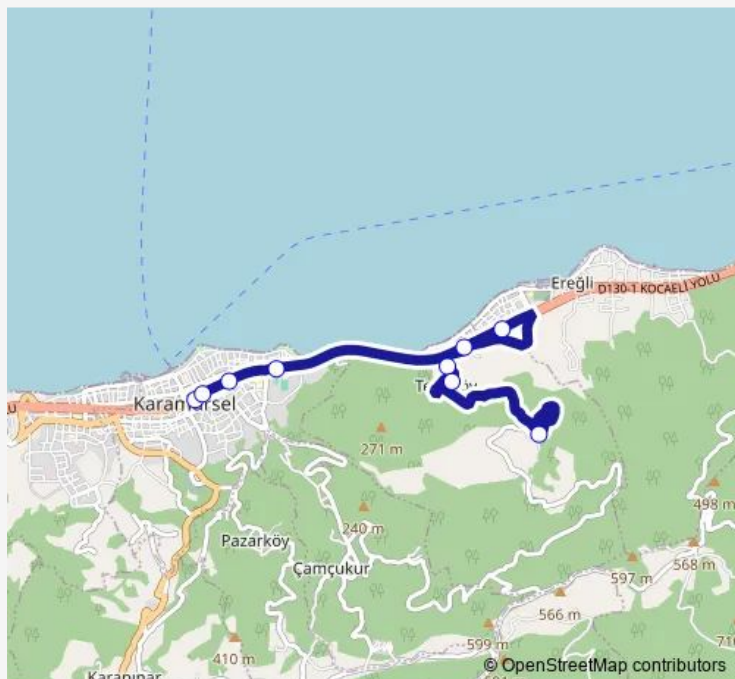 Ereğli
D130-1 KOCAELİ YOLU
Karamürsel
271 m
498 m
240 m
Pazarköy
Çamçukur
597 m
568 m
566 m
599 m
410 m
© OpenStreetMap contributors